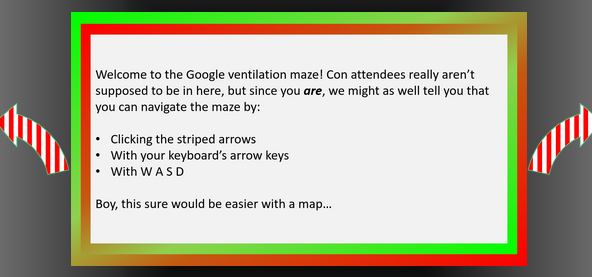 Welcome to the Google ventilation maze! Con attendees really aren’t
supposed to be in here, but since you are, we might as well tell you that
you can navigate the maze by:
• Clicking the striped arrows
• With your keyboard’s arrow keys
• With W A S D
Boy, this sure would be easier with a map…